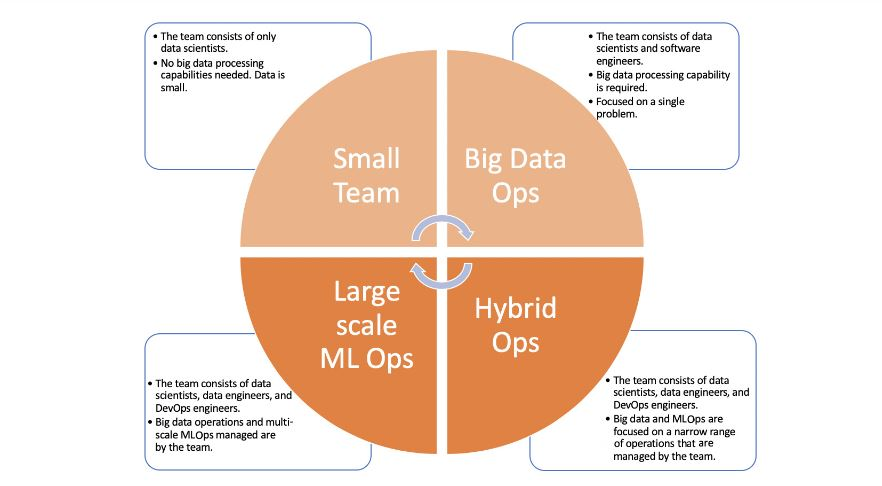 • The team consists of only
data scientists.
• No big data processing
capabilities needed. Data is
small.
• The team consists of data
scientists and software
engineers.
• Big data processing capability
is required.
• Focused on a single
problem.
Small
Team
Big Data
Ops
Large
scale
ML Ops
Hybrid
Ops
• The team consists of data
scientists, data engineers, and
DevOps engineers.
• Big data operations and multi-
scale MLOps managed are
by the team.
• The team consists of data
scientists, data engineers, and
DevOps engineers.
• Big data and MLOps are
focused on a narrow range
of operations that are
managed by the team.